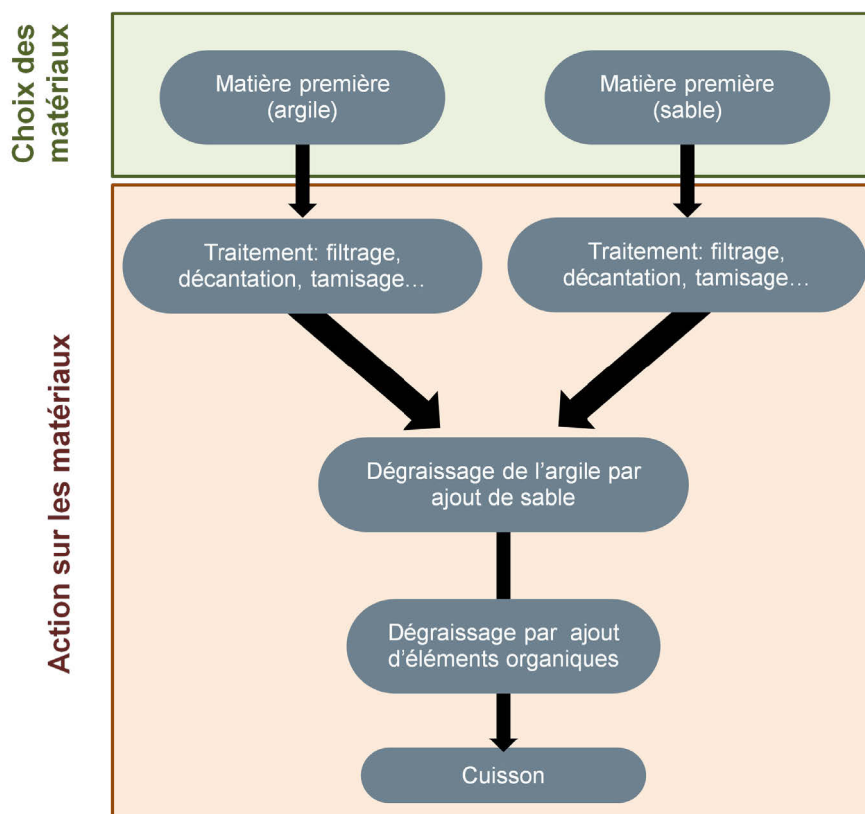 Choix des
matériaux
Matière première
(argile)
Matière première
(sable)
Action sur les matériaux
Traitement: filtrage,
décantation, tamisage…
Traitement: filtrage,
décantation, tamisage…
Dégraissage de l’argile par
ajout de sable
Dégraissage par ajout
d’éléments organiques
Cuisson